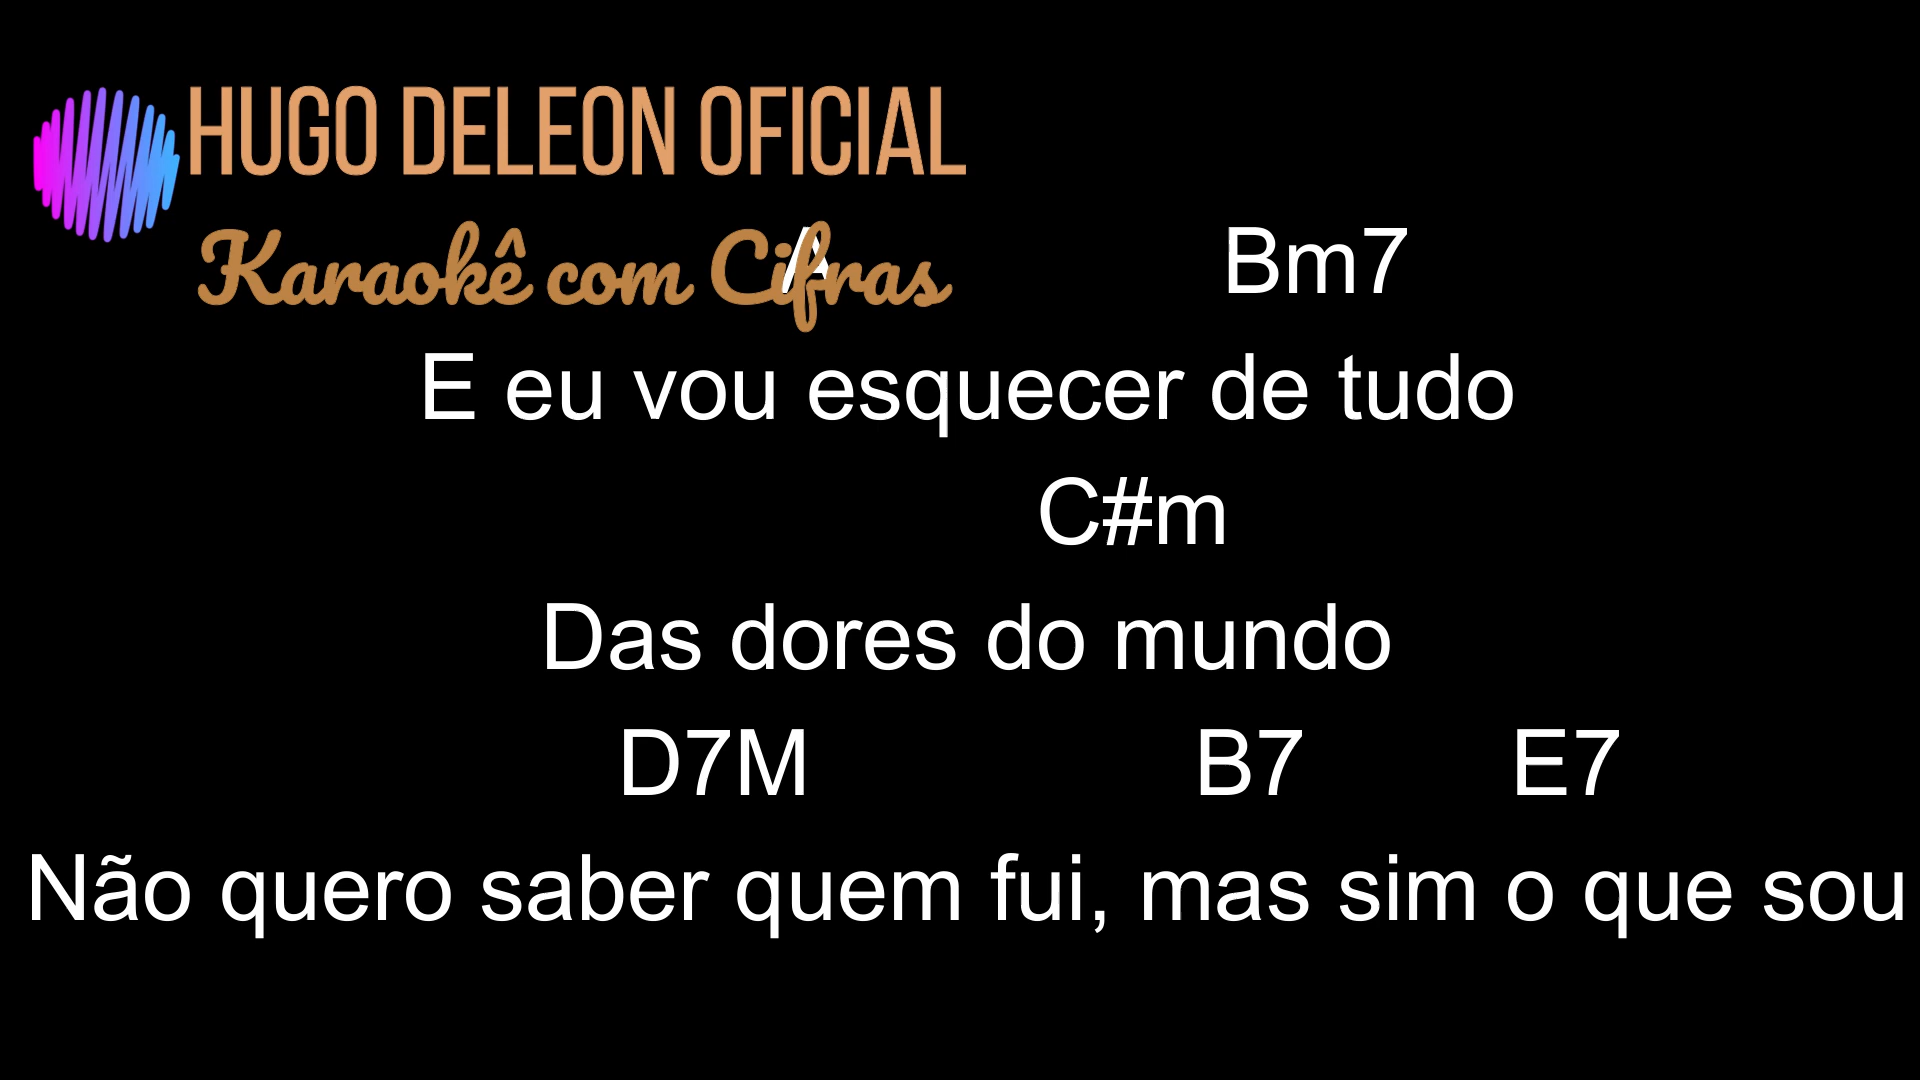 HUGO DELEON OFICIAL
Karaokê com Cifras
A Bm7
E eu vou esquecer de tudo
C#m
Das dores do mundo
D7M B7 E7
Não quero saber quem fui, mas sim o que sou